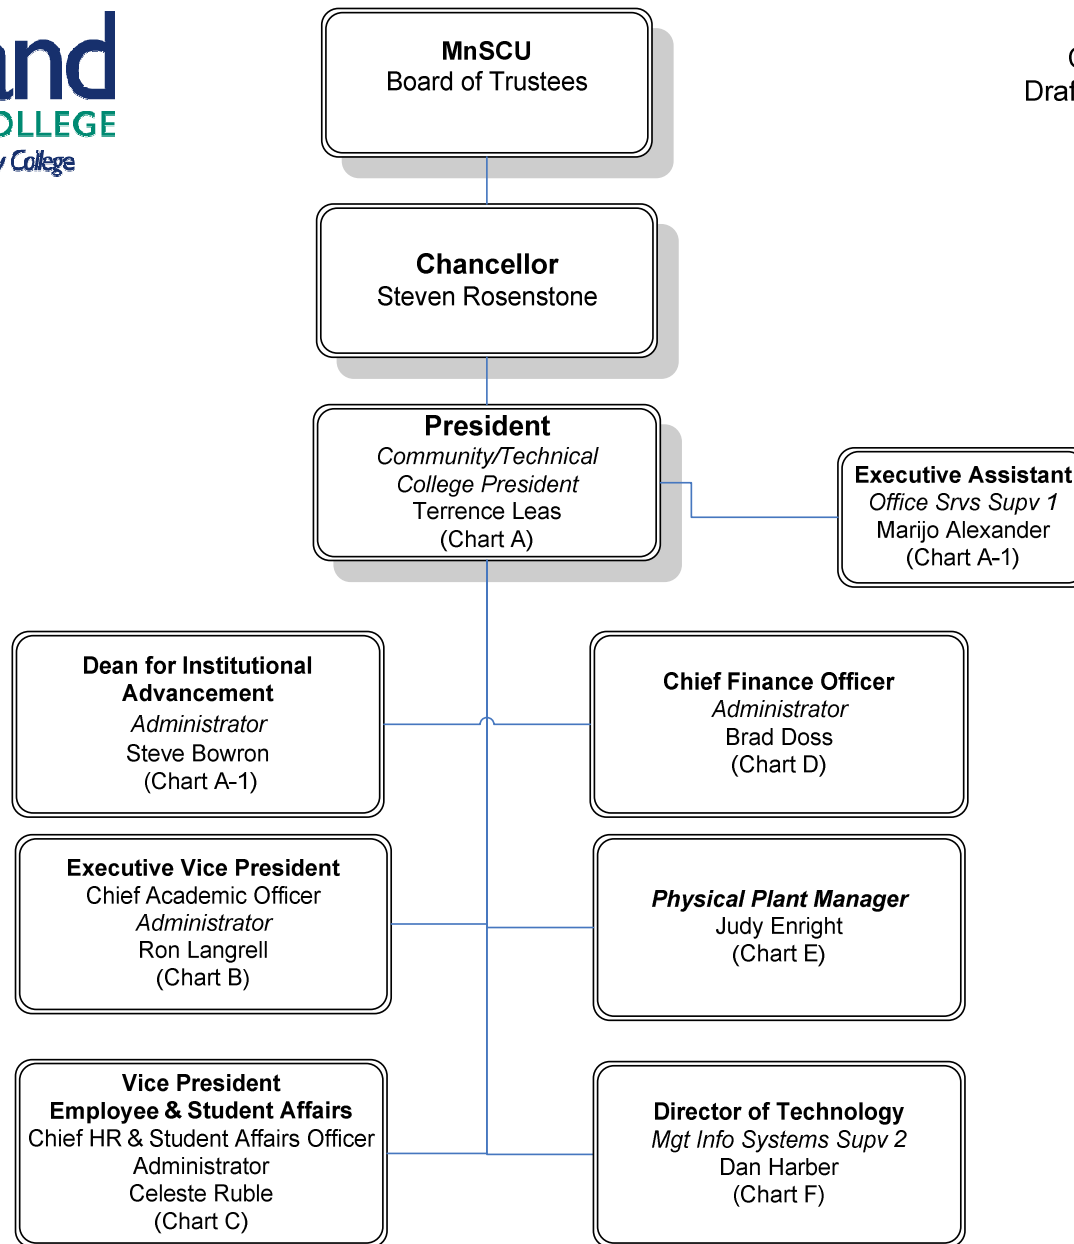 and
OLLEGE
y College
Draf
MnSCU
Board of Trustees
Chancellor
Steven Rosenstone
President
Community/Technical
College President
Terrence Leas
(Chart A)
Executive Assistant
Office Srvs Supv 1
Marijo Alexander
(Chart A-1)
Dean for Institutional
Advancement
Administrator
Steve Bowron
(Chart A-1)
Chief Finance Officer
Administrator
Brad Doss
(Chart D)
Executive Vice President
Chief Academic Officer
Administrator
Ron Langrell
(Chart B)
Physical Plant Manager
Judy Enright
(Chart E)
Vice President
Employee & Student Affairs
Chief HR & Student Affairs Officer
Administrator
Celeste Ruble
(Chart C)
Director of Technology
Mgt Info Systems Supv 2
Dan Harber
(Chart F)